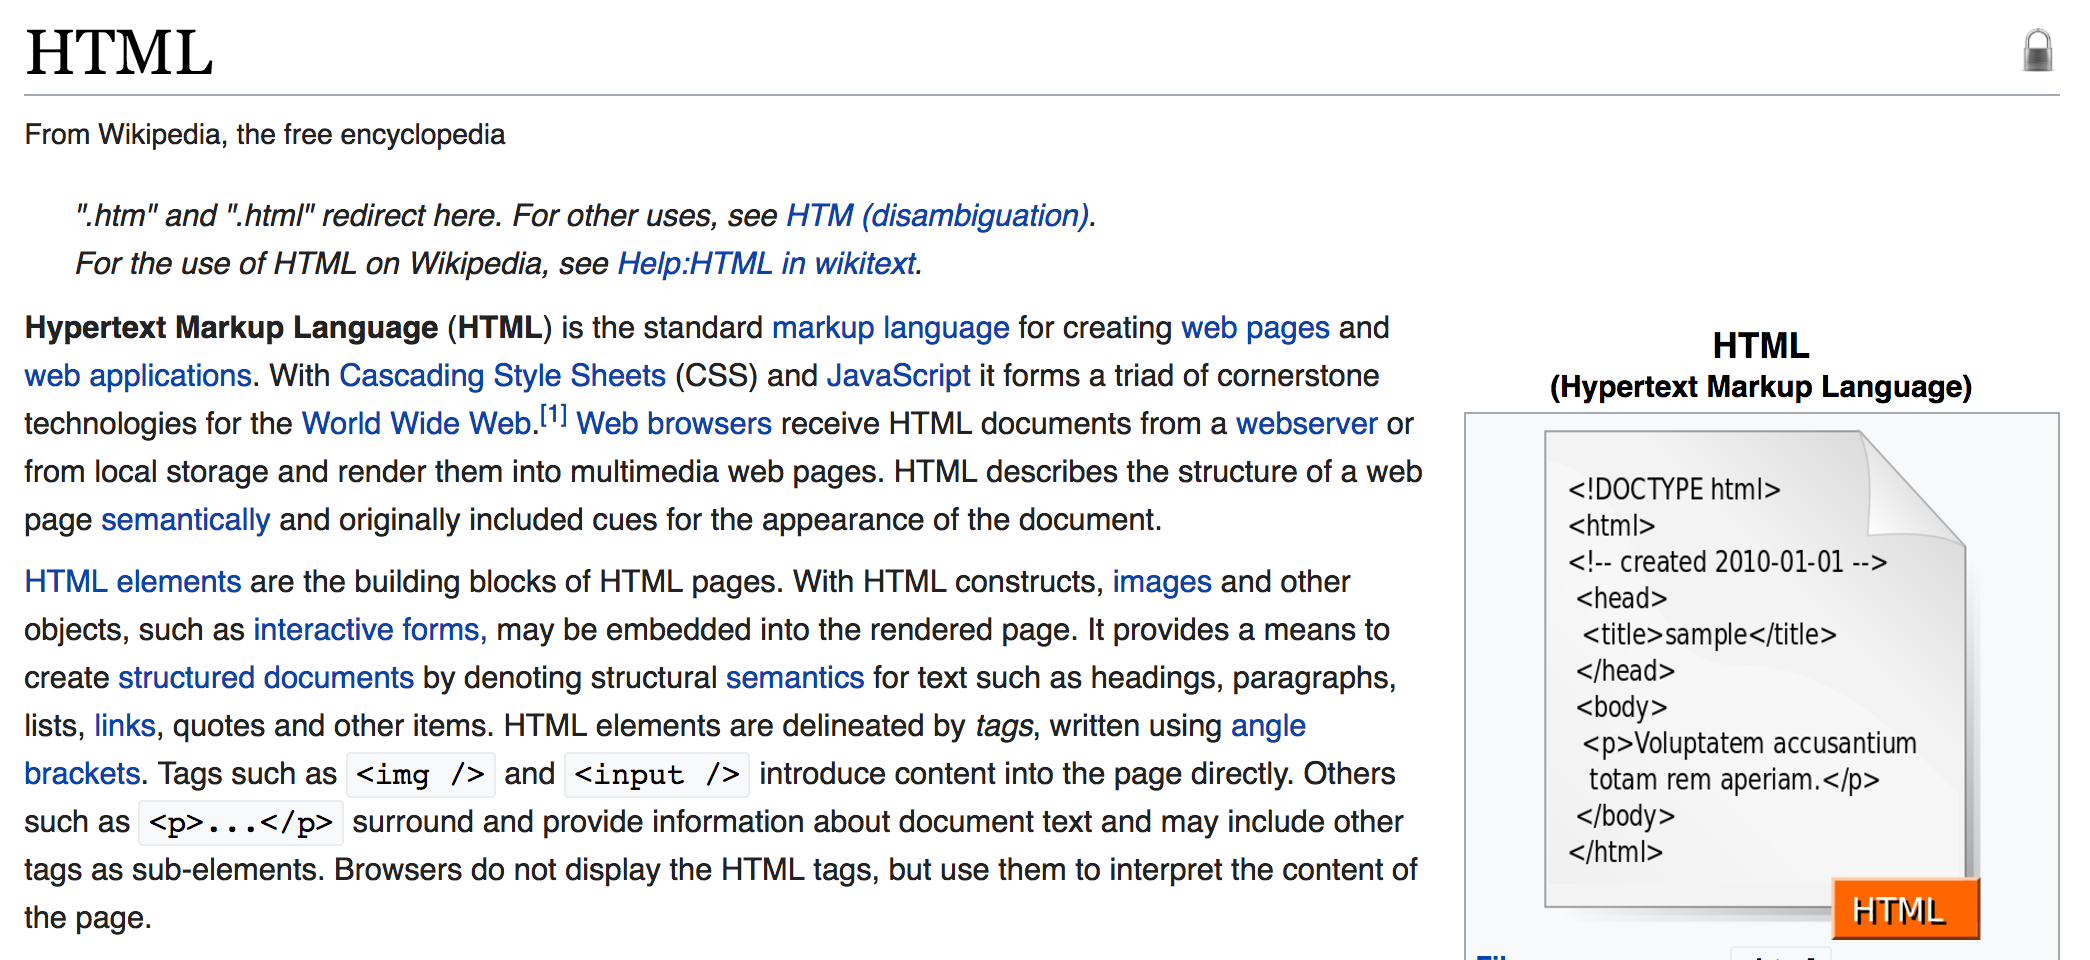 HTML
From Wikipedia, the free encyclopedia
".htm" and ".html" redirect here. For other uses, see HTM (disambiguation).
For the use of HTML on Wikipedia, see Help:HTML in wikitext.
Hypertext Markup Language (HTML) is the standard markup language for creating web pages and
web applications. With Cascading Style Sheets (CSS) and JavaScript it forms a triad of cornerstone
technologies for the World Wide Web.[1] Web browsers receive HTML documents from a webserver or
from local storage and render them into multimedia web pages. HTML describes the structure of a web
page semantically and originally included cues for the appearance of the document.
HTML elements are the building blocks of HTML pages. With HTML constructs, images and other
objects, such as interactive forms, may be embedded into the rendered page. It provides a means to
create structured documents by denoting structural semantics for text such as headings, paragraphs,
lists, links, quotes and other items. HTML elements are delineated by tags, written using angle
brackets. Tags such as <img /> and <input /> introduce content into the page directly. Others
such as <p>...</p> surround and provide information about document text and may include other
tags as sub-elements. Browsers do not display the HTML tags, but use them to interpret the content of
the page.
HTML
(Hypertext Markup Language)
<!DOCTYPE html>
<html>
<!-- created 2010-01-01 -->
<head>
<title>sample</title>
</head>
<body>
<p>Voluptatem accusantium
totam rem aperiam.</p>
</body>
</html>
HTML